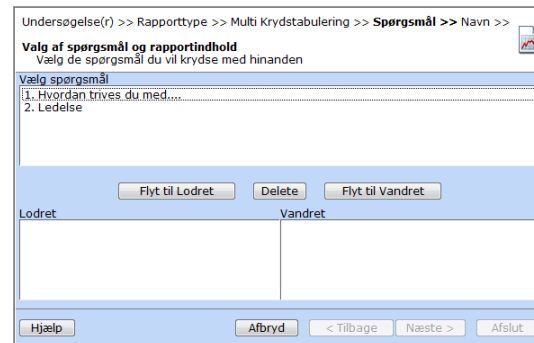 Undersøgelse(r) >> Rapporttype >> Multi Krydstabulering >> Spørgsmål >> Navn >>
Valg af spørgsmål og rapportindhold
Vælg de spørgsmål du vil krydse med hinanden
Vælg spørgsmål
1. Hvordan trives du med....
2. Ledelse
Flyt til Lodret Delete Flyt til Vandret
Lodret Vandret
Hjælp Afbryd < Tilbage Næste > Afslut